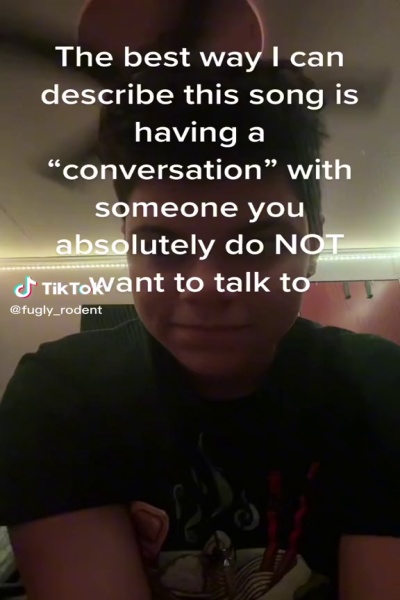 The best way I can
describe this song is
having a
“conversation” with
someone you
absolutely do NOT
want to talk to
TikTok
@fugly_rodent